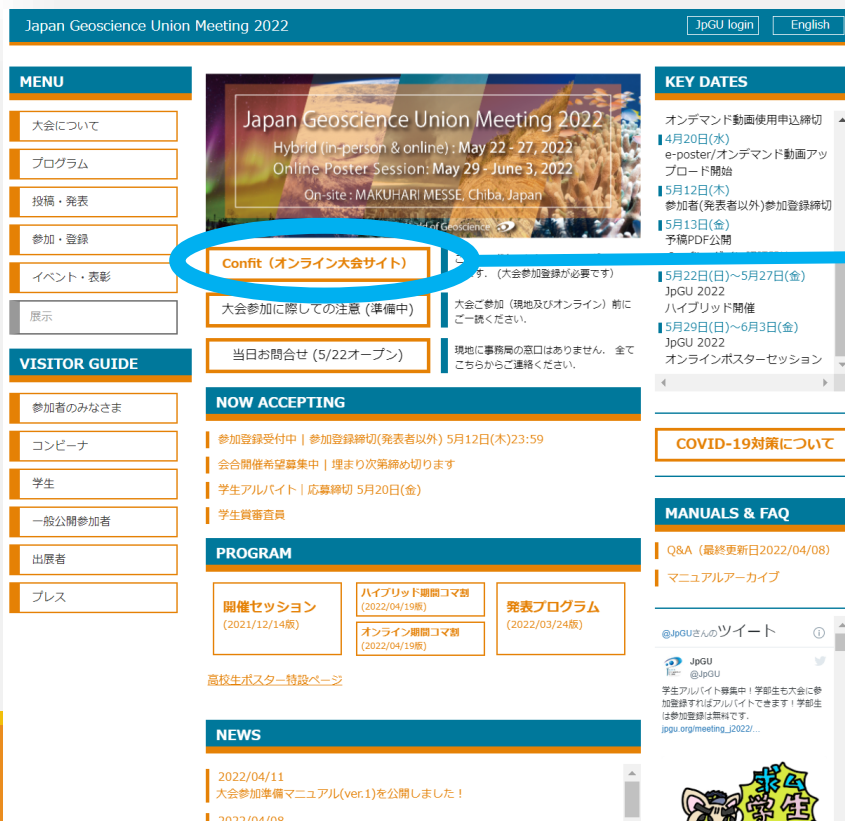 Japan Geoscience Union Meeting 2022
JpGU login
English
MENU
大会について
プログラム
投稿・発表
参加・登録
イベント・表彰
展示
VISITOR GUIDE
参加者のみなさま
コンビーナ
学生
一般公開参加者
出展者
プレス
Japan Geoscience Union Meeting 2022
Hybrid (in-person & online) : May 22 - 27, 2022
Online Poster Session: May 29 - June 3, 2022
On-site : MAKUHARI MESSE, Chiba, Japan
of Geoscience
Confit（オンライン大会サイト）
す． (大会参加登録が必要です)
大会参加に際しての注意 (準備中)
大会ご参加（現地及びオンライン）前に
ご一読ください．
当日お問合せ (5/22オープン)
現地に事務局の窓口はありません． 全て
こちらからご連絡ください．
NOW ACCEPTING
参加登録受付中 | 参加登録締切(発表者以外) 5月12日(木)23:59
会合開催希望募集中 | 埋まり次第締め切ります
学生アルバイト | 応募締切 5月20日(金)
学生賞審査員
PROGRAM
開催セッション
(2021/12/14版)
ハイブリッド期間コマ割
(2022/04/19版)
オンライン期間コマ割
(2022/04/19版)
発表プログラム
(2022/03/24版)
高校生ポスター特設ページ
NEWS
2022/04/11
大会参加準備マニュアル(ver.1)を公開しました！
2022/04/08
KEY DATES
オンデマンド動画使用申込締切
4月20日(水)
e-poster/オンデマンド動画アッ
プロード開始
5月12日(木)
参加者(発表者以外)参加登録締切
5月13日(金)
予稿PDF公開
5月22日(日)～5月27日(金)
JpGU 2022
ハイブリッド開催
5月29日(日)～6月3日(金)
JpGU 2022
オンラインポスターセッション
COVID-19対策について
MANUALS & FAQ
Q&A（最終更新日2022/04/08）
マニュアルアーカイブ
@JpGUさんのツイート
JpGU
@JpGU
学生アルバイト募集中！学部生も大会に参
加登録すればアルバイトできます！学部生
は参加登録は無料です．
jpgu.org/meeting_j2022/...
求ム
学生